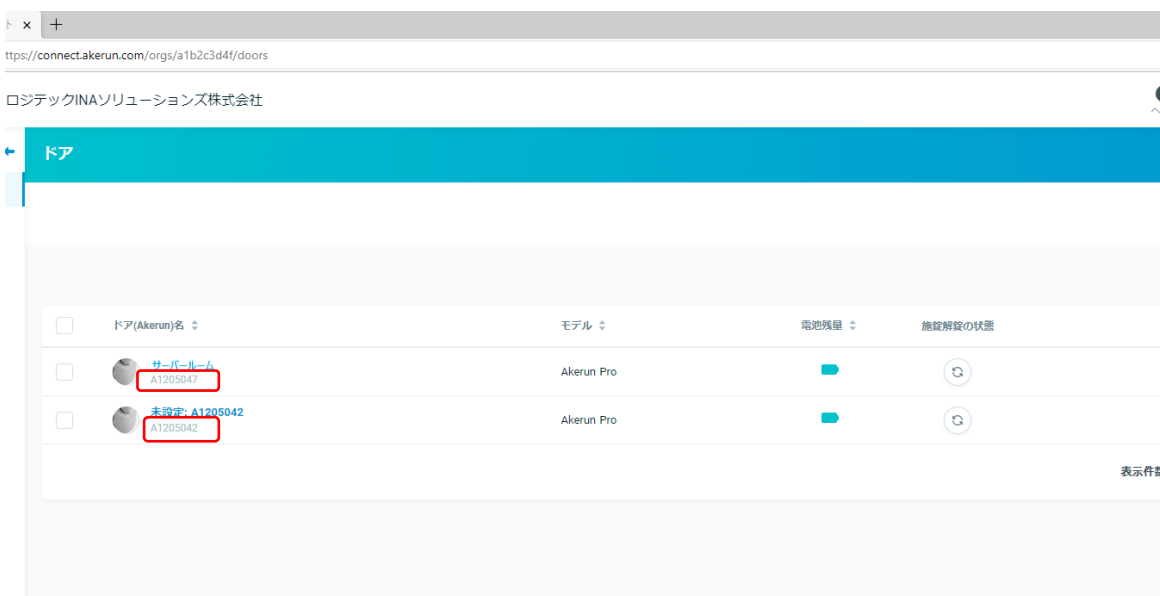 ト × +
ttps://connect.akerun.com/orgs/a1b2c3d4f/doors
ロジテックINAソリューションズ株式会社
ドア
ドア(Akerun)名 モデル 電池残量 施錠解錠の状態
サーバールーム
A1205047
Akerun Pro
未設定: A1205042
A1205042
Akerun Pro
表示件数